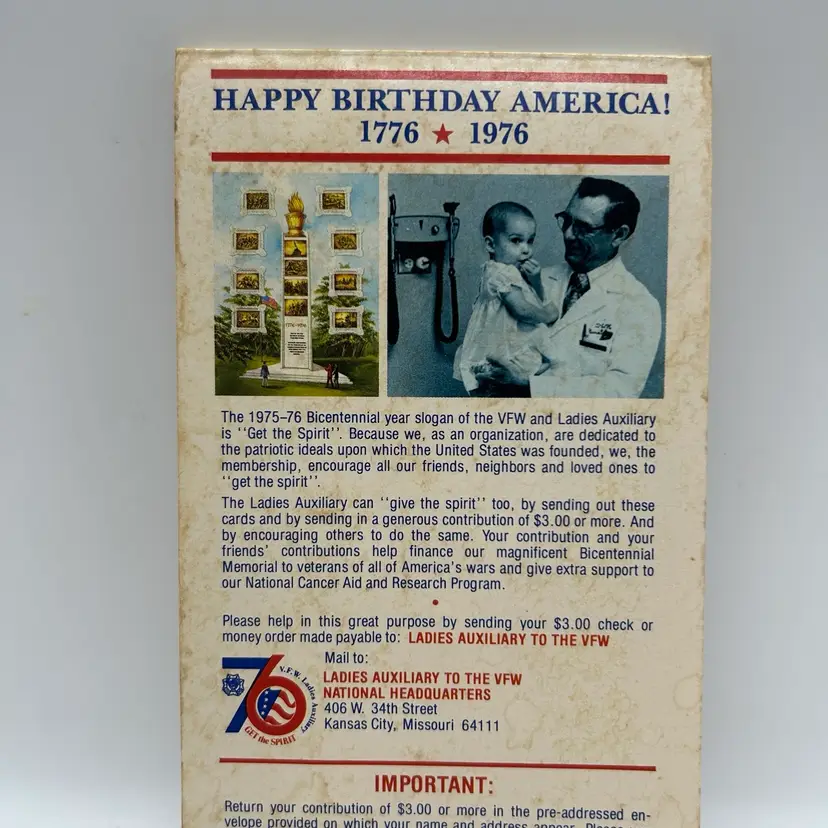 HAPPY BIRTHDAY AMERICA!
1776 ★ 1976
1776-1976
The 1975–76 Bicentennial year slogan of the VFW and Ladies Auxiliary
is ‘‘Get the Spirit’’. Because we, as an organization, are dedicated to
the patriotic ideals upon which the United States was founded, we, the
membership, encourage all our friends, neighbors and loved ones to
‘‘get the spirit’’.
The Ladies Auxiliary can ‘‘give the spirit’’ too, by sending out these
cards and by sending in a generous contribution of $3.00 or more. And
by encouraging others to do the same. Your contribution and your
friends’ contributions help finance our magnificent Bicentennial
Memorial to veterans of all of America’s wars and give extra support to
our National Cancer Aid and Research Program.
Please help in this great purpose by sending your $3.00 check or
money order made payable to: LADIES AUXILIARY TO THE VFW
Mail to:
LADIES AUXILIARY TO THE VFW
NATIONAL HEADQUARTERS
406 W. 34th Street
Kansas City, Missouri 64111
76
V.F.W. Ladies Auxiliary
GET the SPIRIT
IMPORTANT:
Return your contribution of $3.00 or more in the pre-addressed en-
velope provided on which your name and address appear. Please